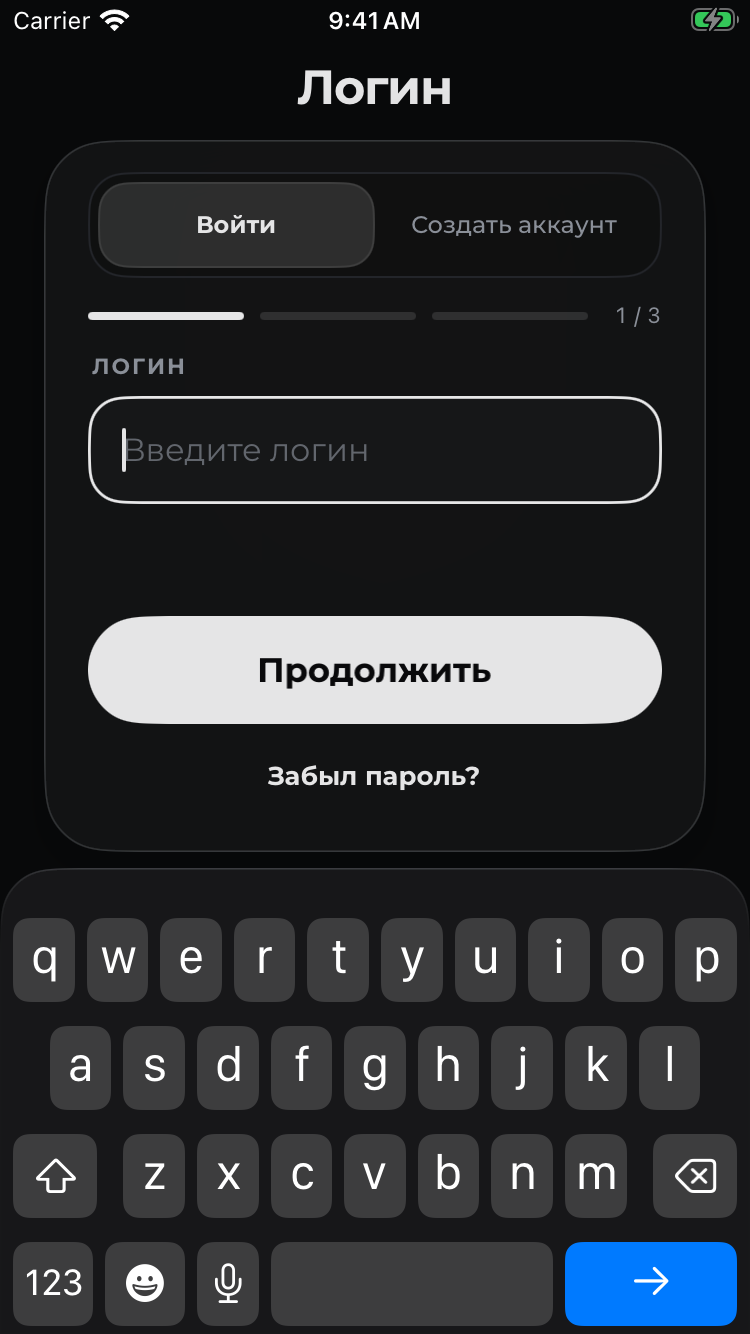 Carrier 9:41 AM
Логин
Войти Создать аккаунт
1 / 3
ЛОГИН
Введите логин
Продолжить
Забыл пароль?
q w e r t y u i o p
a s d f g h j k l
z x c v b n m
123